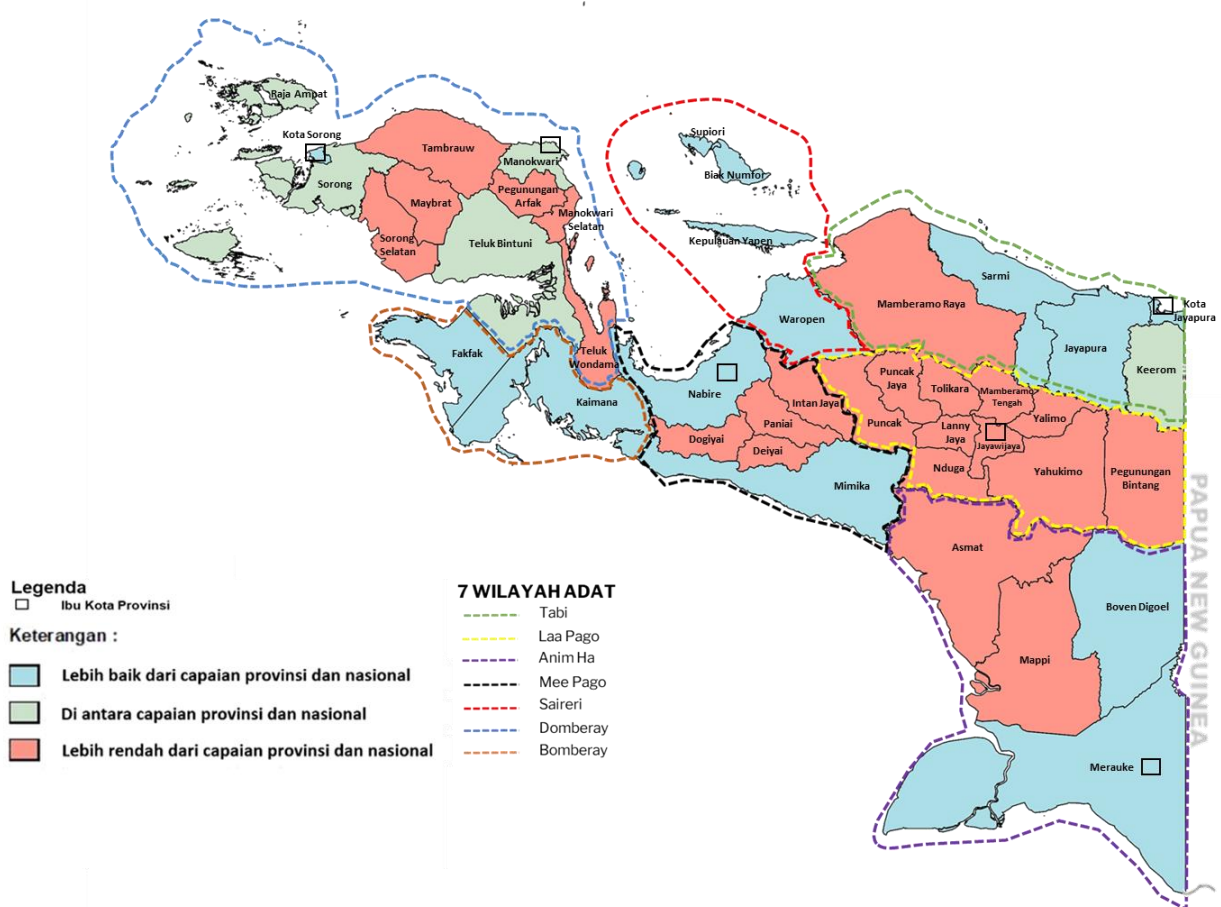 Raja Ampat
Kota Sorong
Sorong
Tambrauw
Manokwari
Pegunungan
Arfak
Maybrat
Manokwari
Selatan
Sorong
Selatan
Teluk Bintuni
Supiori
Biak Numfor
Kepulauan Yapen
Sarmi
Mamberamo Raya
Kota
Jayapura
Waropen
Jayapura
Keerom
Fakfak
Teluk
Wondama
Kaimana
Nabire
Intan Jaya
Paniai
Dogiyai
Deiyai
Mimika
Puncak
Jaya
Tolikara
Mamberamo
Tengah
Puncak
Lanny
Jaya
Yalimo
Jayawijaya
Nduga
Yahukimo
Pegunungan
Bintang
Asmat
Boven Digoel
Mappi
Merauke
PAPUA NEW GUINEA
Legenda
Ibu Kota Provinsi
Keterangan :
Lebih baik dari capaian provinsi dan nasional
Di antara capaian provinsi dan nasional
Lebih rendah dari capaian provinsi dan nasional
7 WILAYAH ADAT
Tabi
Laa Pago
Anim Ha
Mee Pago
Saireri
Domberay
Bomberay